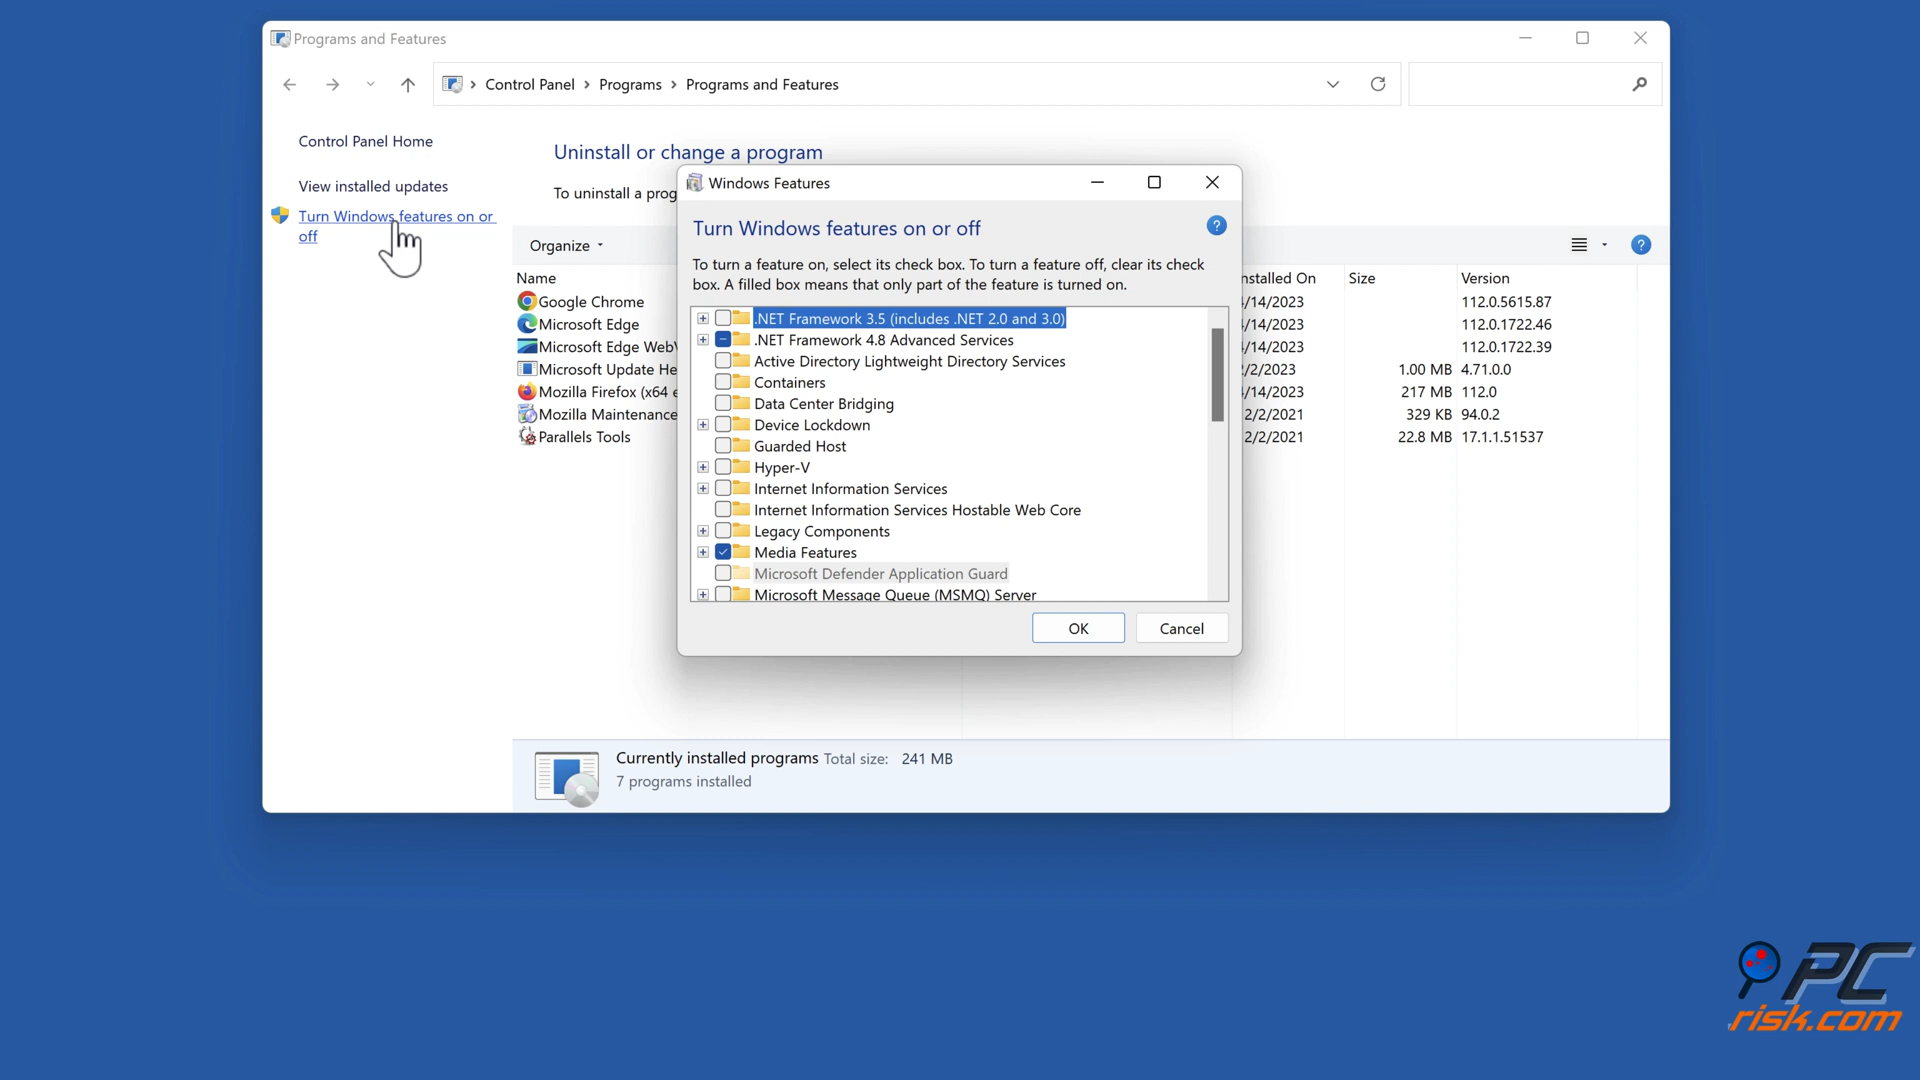 Programs and Features
Control Panel > Programs > Programs and Features
Control Panel Home
View installed updates
Turn Windows features on or
off
Uninstall or change a program
To uninstall a prog
Organize
Name
nstalled On
Size
Version
Google Chrome
/14/2023
112.0.5615.87
Microsoft Edge
/14/2023
112.0.1722.46
Microsoft Edge Web
/14/2023
112.0.1722.39
Microsoft Update He
/2/2023
1.00 MB
4.71.0.0
Mozilla Firefox (x64 e
/14/2023
217 MB
112.0
Mozilla Maintenance
2/2/2021
329 KB
94.0.2
Parallels Tools
2/2/2021
22.8 MB
17.1.1.51537
Windows Features
Turn Windows features on or off
?
To turn a feature on, select its check box. To turn a feature off, clear its check
box. A filled box means that only part of the feature is turned on.
.NET Framework 3.5 (includes .NET 2.0 and 3.0)
.NET Framework 4.8 Advanced Services
Active Directory Lightweight Directory Services
Containers
Data Center Bridging
Device Lockdown
Guarded Host
Hyper-V
Internet Information Services
Internet Information Services Hostable Web Core
Legacy Components
Media Features
Microsoft Defender Application Guard
Microsoft Message Queue (MSMQ) Server
OK
Cancel
?
Currently installed programs Total size: 241 MB
7 programs installed
PC
risk.com